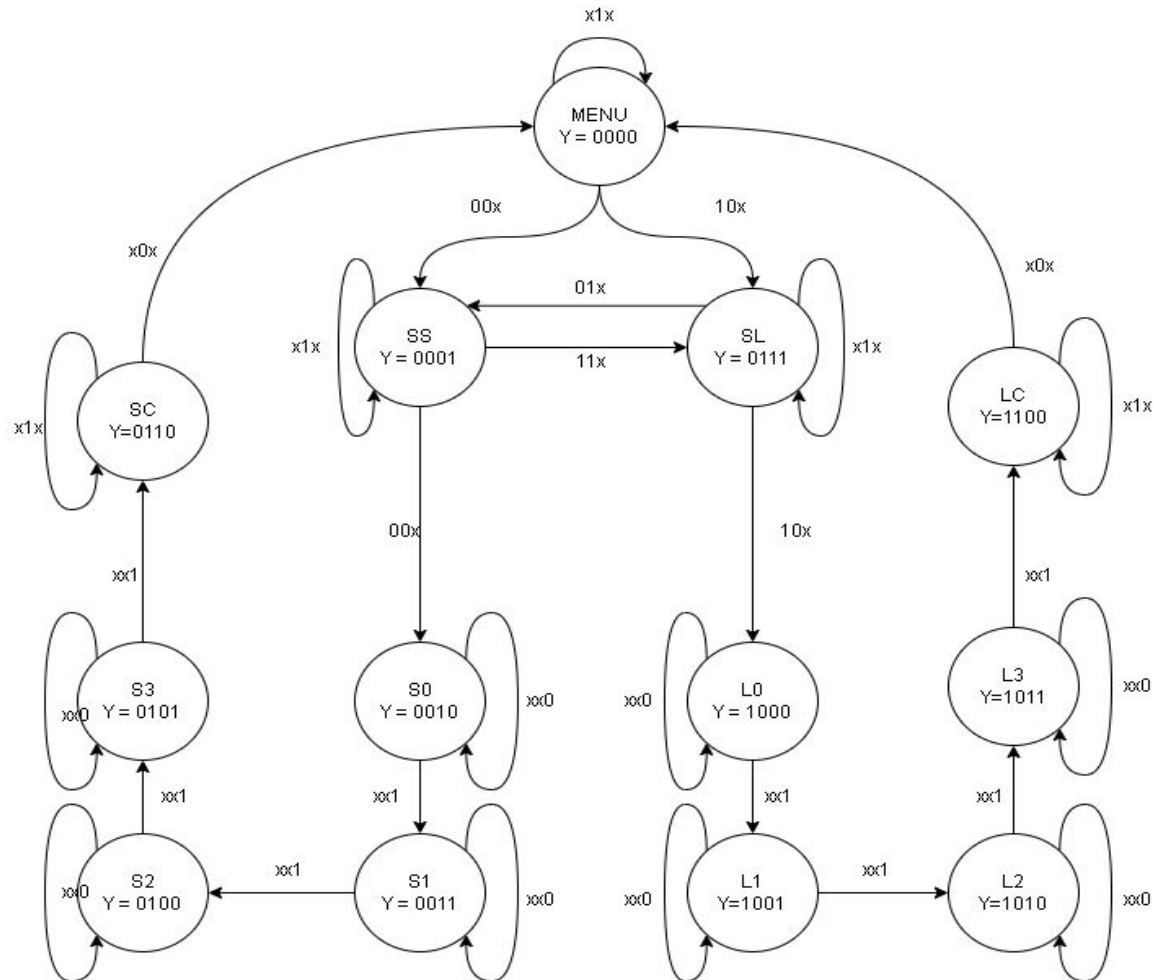 x1x
MENU
Y = 0000
00x
10x
x0x
x0x
01x
x1x
SS
Y = 0001
11x
SL
Y = 0111
x1x
SC
Y=0110
x1x
LC
Y=1100
x1x
00x
10x
xx1
xx1
S3
Y = 0101
xx0
S0
Y = 0010
xx0
xx0
L0
Y = 1000
L3
Y=1011
xx0
xx1
xx1
xx1
xx1
S2
Y = 0100
xx0
xx1
S1
Y = 0011
xx0
xx0
L1
Y=1001
xx1
L2
Y=1010
xx0